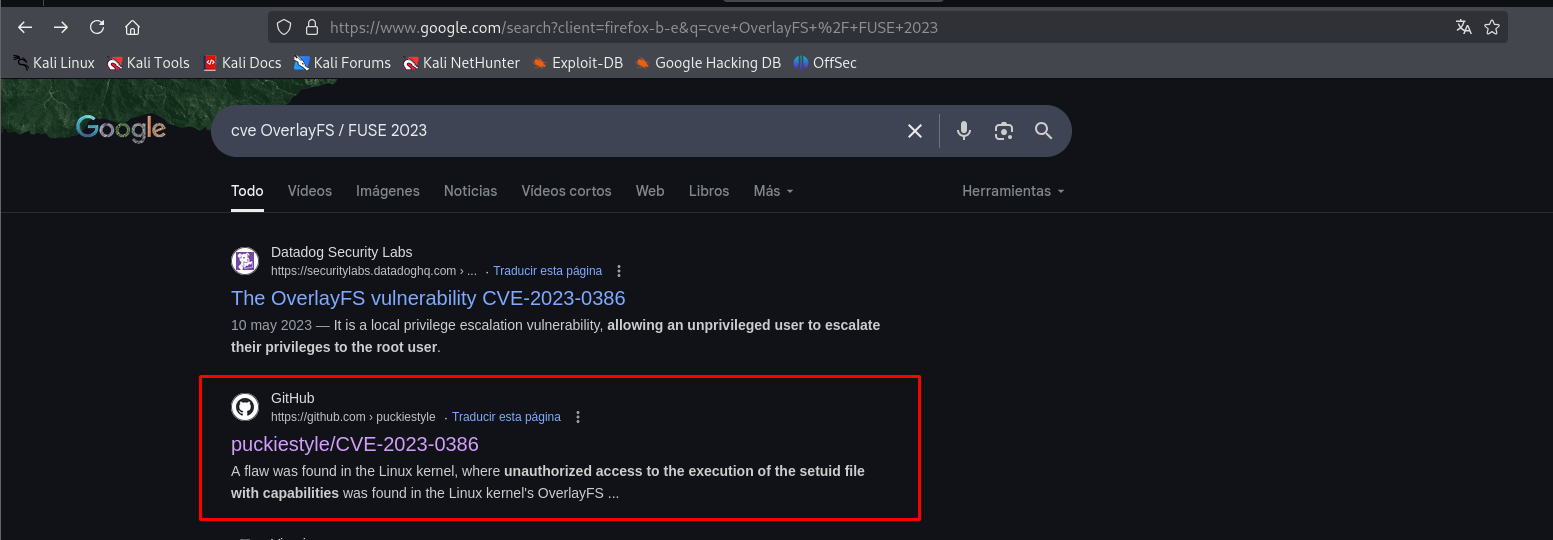 https://www.google.com/search?client=firefox-b-e&q=cve+OverlayFS+%2F+FUSE+2023
Kali Linux Kali Tools Kali Docs Kali Forums Kali NetHunter Exploit-DB Google Hacking DB OffSec
Google
cve OverlayFS / FUSE 2023
Todo Vídeos Imágenes Noticias Vídeos cortos Web Libros Más Herramientas
Datadog Security Labs
https://securitylabs.datadoghq.com › ... · Traducir esta página
The OverlayFS vulnerability CVE-2023-0386
10 may 2023 — It is a local privilege escalation vulnerability, allowing an unprivileged user to escalate
their privileges to the root user.
GitHub
https://github.com › puckiestyle · Traducir esta página
puckiestyle/CVE-2023-0386
A flaw was found in the Linux kernel, where unauthorized access to the execution of the setuid file
with capabilities was found in the Linux kernel's OverlayFS ...